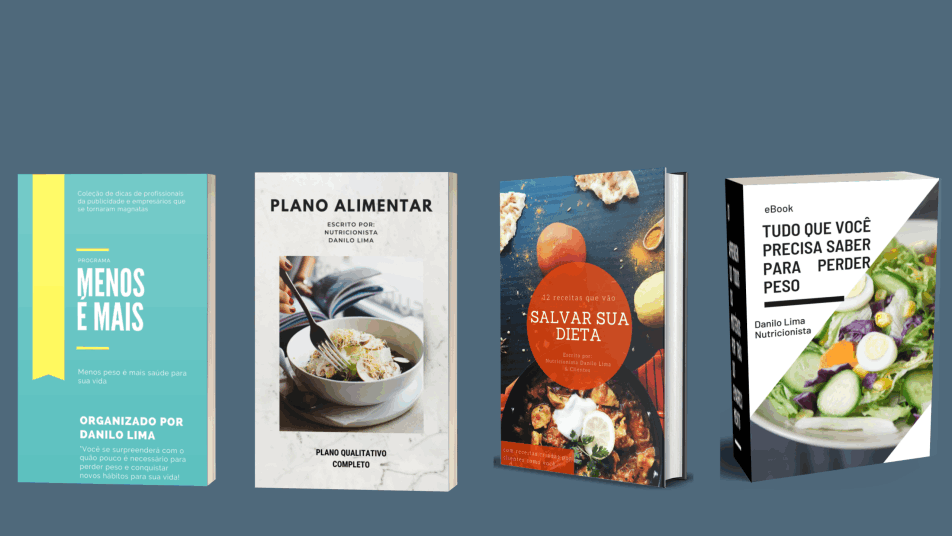 Coleção de dicas de profissionais
da publicidade e empresários que
se tornaram magnatas
PROGRAMA
MENOS
É MAIS
Menos peso é mais saúde para
sua vida
ORGANIZADO POR
DANILO LIMA
"Você se surpreenderá com o
quão pouco é necessário para
perder peso e conquistar
novos hábitos para sua vida!
PLANO ALIMENTAR
ESCRITO POR:
NUTRICIONISTA
DANILO LIMA
PLANO QUALITATIVO
COMPLETO
22 receitas que vão
SALVAR SUA
DIETA
Escrito por:
Nutricionista Danilo Lima
eBook
TUDO QUE VOCÊ
PRECISA SABER
PARA PERDER
PESO
Danilo Lima
Nutricionista